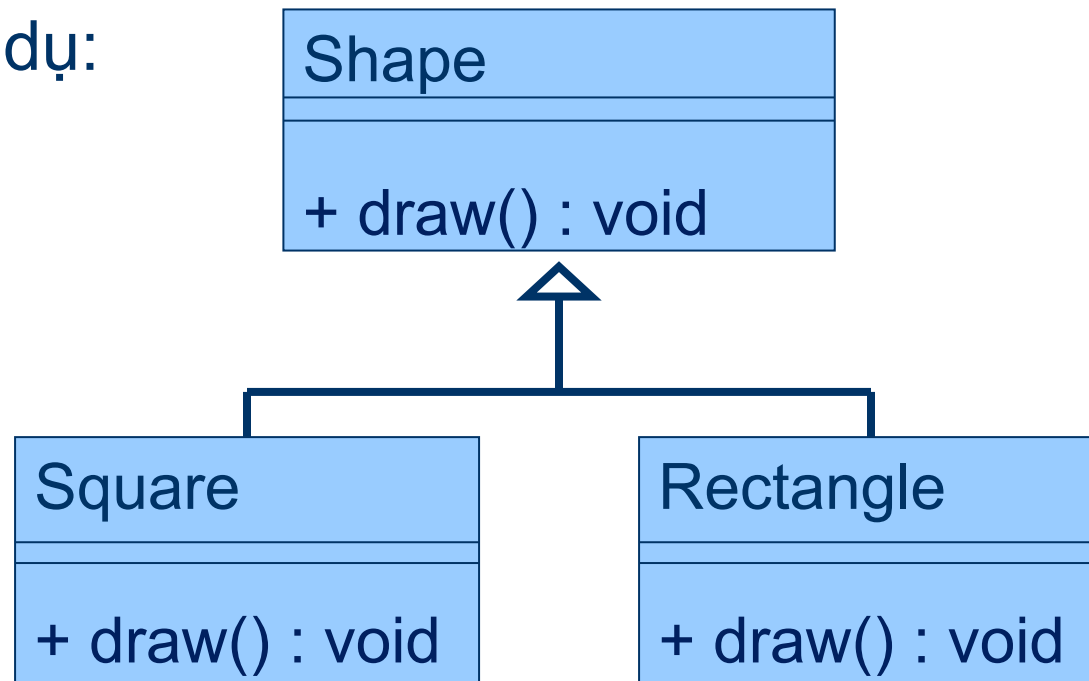 dụ:
Shape
+ draw() : void
Square
+ draw() : void
Rectangle
+ draw() : void